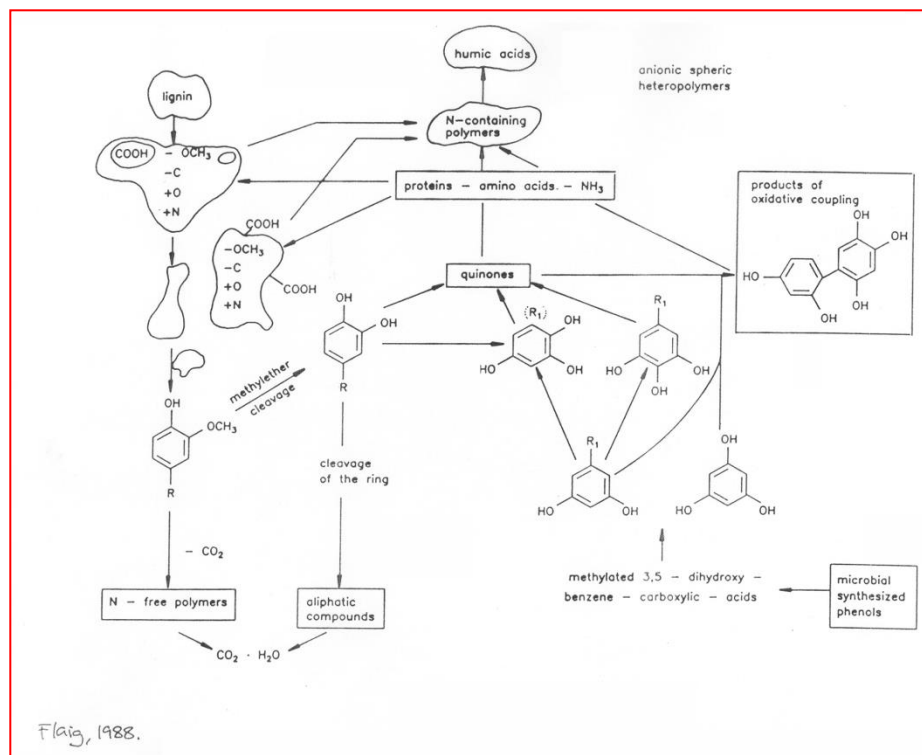 humic acids
anionic spheric
heteropolymers
lignin
N-containing
polymers
COOH
- OCH3
-C
+O
+N
proteins - amino acids. - NH3
products of
oxidative coupling
OH
OH
OH
HO
OH
OH
COOH
-OCH3
-C
+O
+N
COOH
quinones
OH
OH
R
(R1)
OH
HO
OH
R1
HO
OH
OH
methylether
cleavage
OH
OCH3
R
cleavage
of the ring
R1
HO
OH
OH
HO
OH
- CO2
methylated 3,5 - dihydroxy -
benzene - carboxylic - acids
microbial
synthesized
phenols
N - free polymers
aliphatic
compounds
CO2 · H2O
Flaig, 1988.